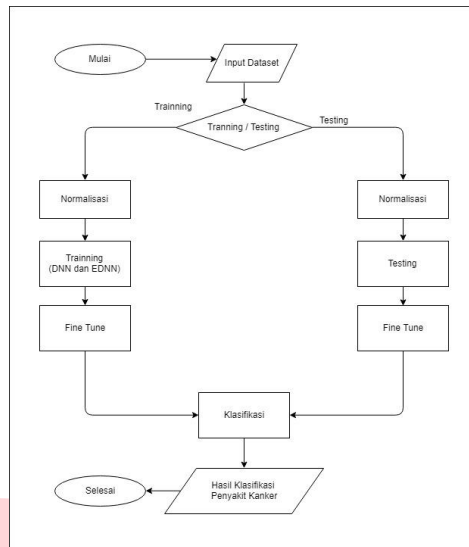 Mulai
Input Dataset
Trainning
Tranning / Testing
Testing
Normalisasi
Normalisasi
Trainning
(DNN dan EDNN)
Testing
Fine Tune
Fine Tune
Klasifikasi
Hasil Klasifikasi
Penyakit Kanker
Selesai